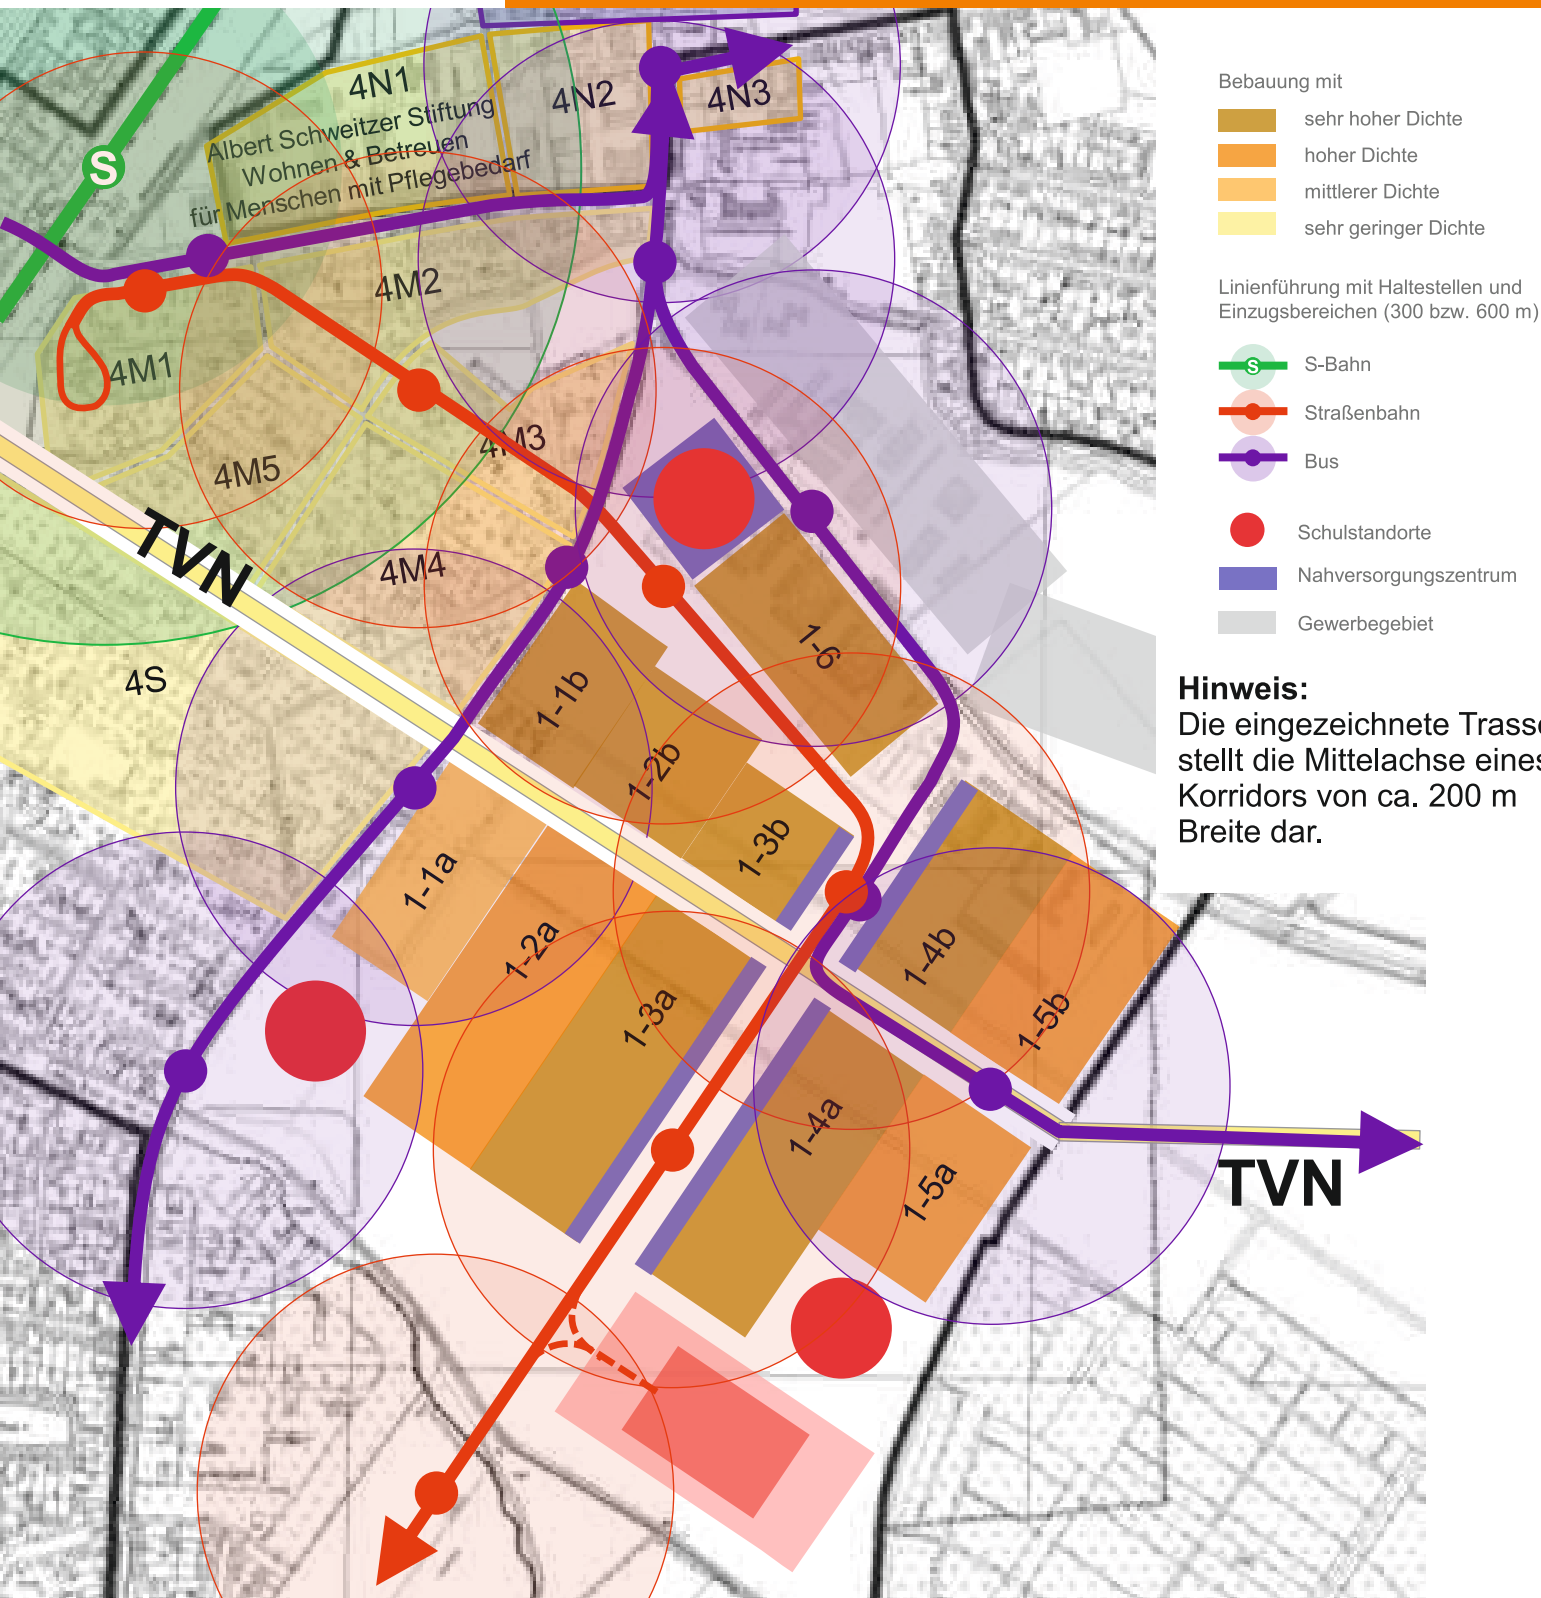 4N1
Albert Schweitzer Stiftung
Wohnen & Betreuen
für Menschen mit Pflegebedarf
4N2
4N3
S
4M2
4M1
4M3
4M5
4M4
TVN
4S
1-6
1-1b
1-2b
1-3b
1-1a
1-2a
1-3a
1-4b
1-5b
1-4a
1-5a
TVN
Bebauung mit
sehr hoher Dichte
hoher Dichte
mittlerer Dichte
sehr geringer Dichte
Linienführung mit Haltestellen und
Einzugsbereichen (300 bzw. 600 m)
S
S-Bahn
Straßenbahn
Bus
Schulstandorte
Nahversorgungszentrum
Gewerbegebiet
Hinweis:
Die eingezeichnete Trasse
stellt die Mittelachse eines
Korridors von ca. 200 m
Breite dar.